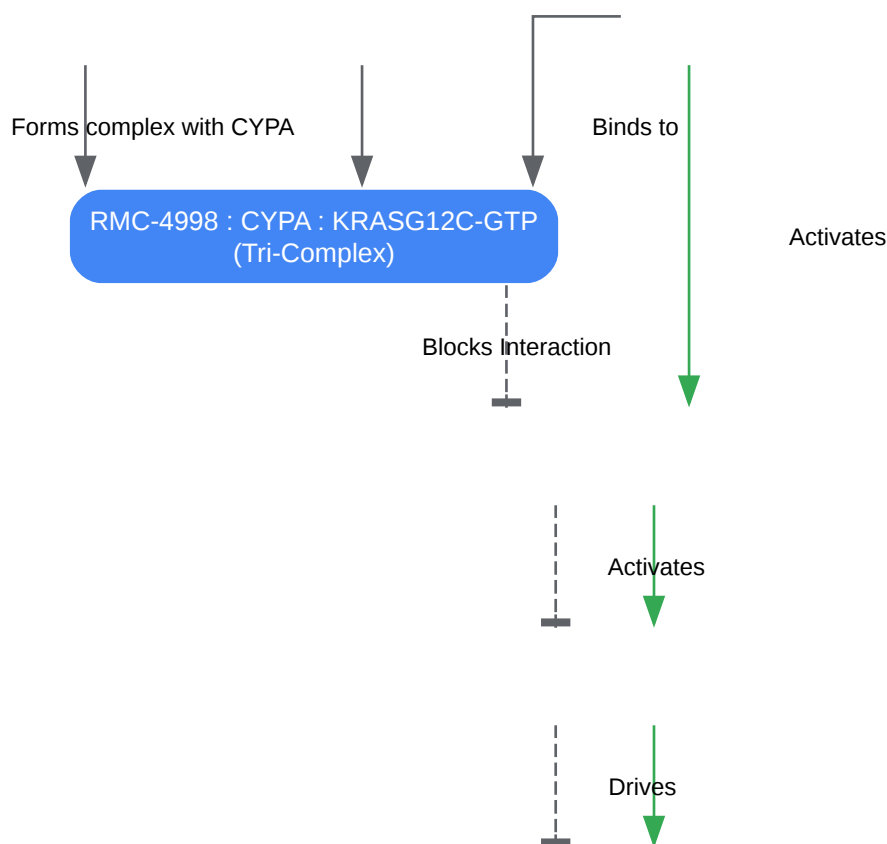 Forms complex with CYPA
Binds to
RMC-4998 : CYPA : KRASG12C-GTP
(Tri-Complex)
Activates
Blocks Interaction
Activates
Drives